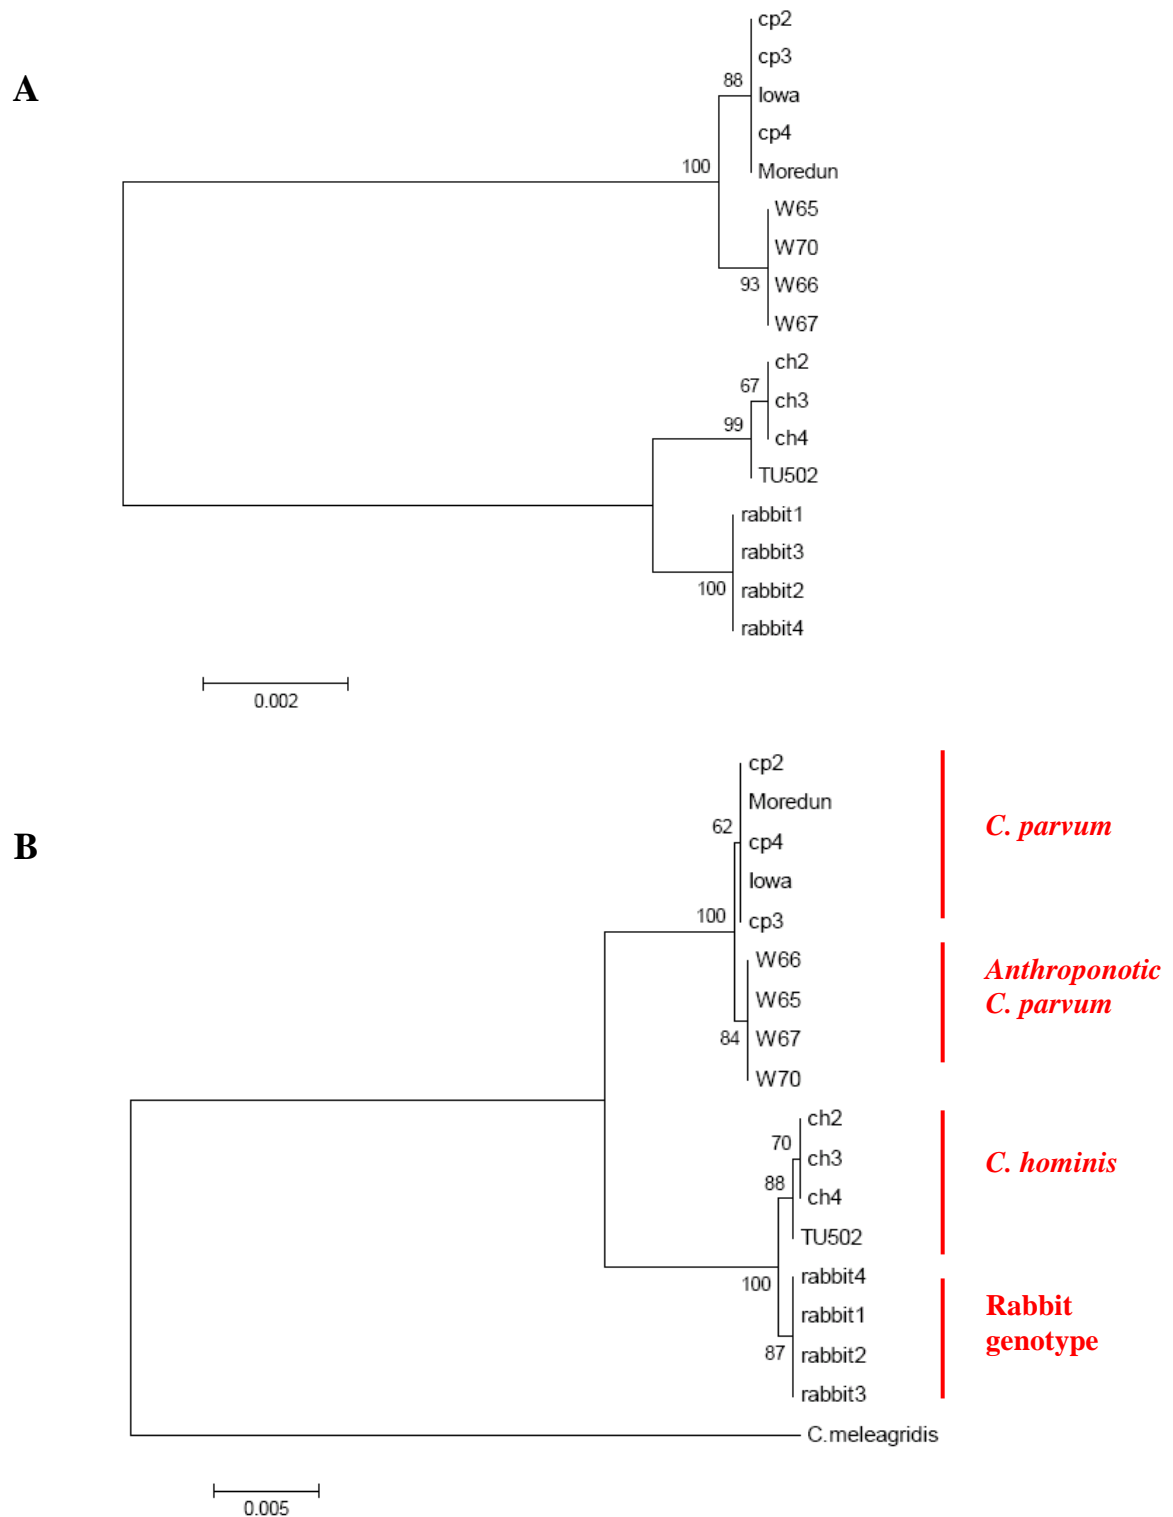 A
cp2
cp3
88
Iowa
cp4
100
Moredun
W65
W70
93
W66
W67
ch2
67
ch3
99
ch4
TU502
rabbit1
rabbit3
100
rabbit2
rabbit4
0.002
B
cp2
Moredun
62
cp4
Iowa
100
cp3
W66
W65
84
W67
W70
ch2
70
ch3
88
ch4
TU502
100
rabbit4
rabbit1
87
rabbit2
rabbit3
C.meleagridis
0.005
C. parvum
Anthroponotic
C. parvum
C. hominis
Rabbit
genotype